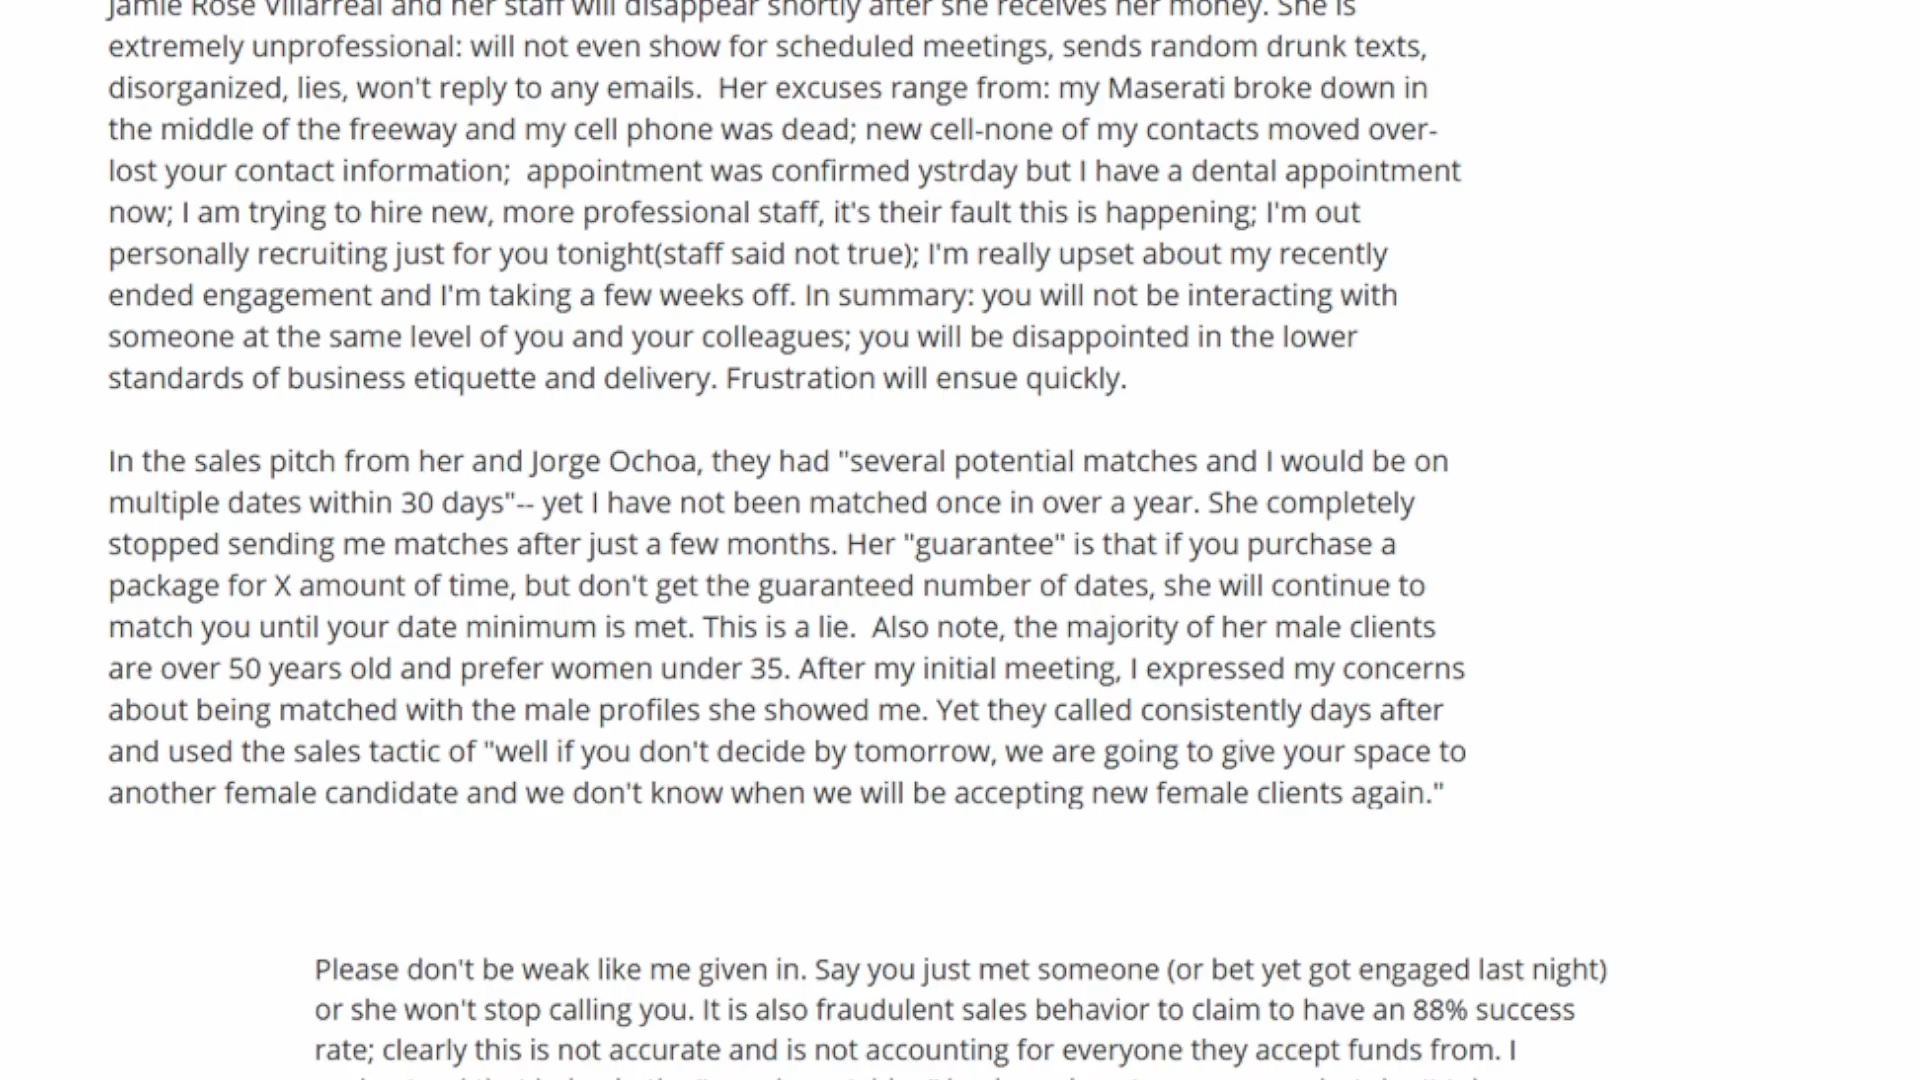 Jamie Rose Villarreal and her staff will disappear shortly after she receives her money. She is
extremely unprofessional: will not even show for scheduled meetings, sends random drunk texts,
disorganized, lies, won't reply to any emails.  Her excuses range from: my Maserati broke down in
the middle of the freeway and my cell phone was dead; new cell-none of my contacts moved over-
lost your contact information;  appointment was confirmed ystrday but I have a dental appointment
now; I am trying to hire new, more professional staff, it's their fault this is happening; I'm out
personally recruiting just for you tonight(staff said not true); I'm really upset about my recently
ended engagement and I'm taking a few weeks off. In summary: you will not be interacting with
someone at the same level of you and your colleagues; you will be disappointed in the lower
standards of business etiquette and delivery. Frustration will ensue quickly.
In the sales pitch from her and Jorge Ochoa, they had "several potential matches and I would be on
multiple dates within 30 days"-- yet I have not been matched once in over a year. She completely
stopped sending me matches after just a few months. Her "guarantee" is that if you purchase a
package for X amount of time, but don't get the guaranteed number of dates, she will continue to
match you until your date minimum is met. This is a lie.  Also note, the majority of her male clients
are over 50 years old and prefer women under 35. After my initial meeting, I expressed my concerns
about being matched with the male profiles she showed me. Yet they called consistently days after
and used the sales tactic of "well if you don't decide by tomorrow, we are going to give your space to
another female candidate and we don't know when we will be accepting new female clients again."
Please don't be weak like me given in. Say you just met someone (or bet yet got engaged last night)
or she won't stop calling you. It is also fraudulent sales behavior to claim to have an 88% success
rate; clearly this is not accurate and is not accounting for everyone they accept funds from. I